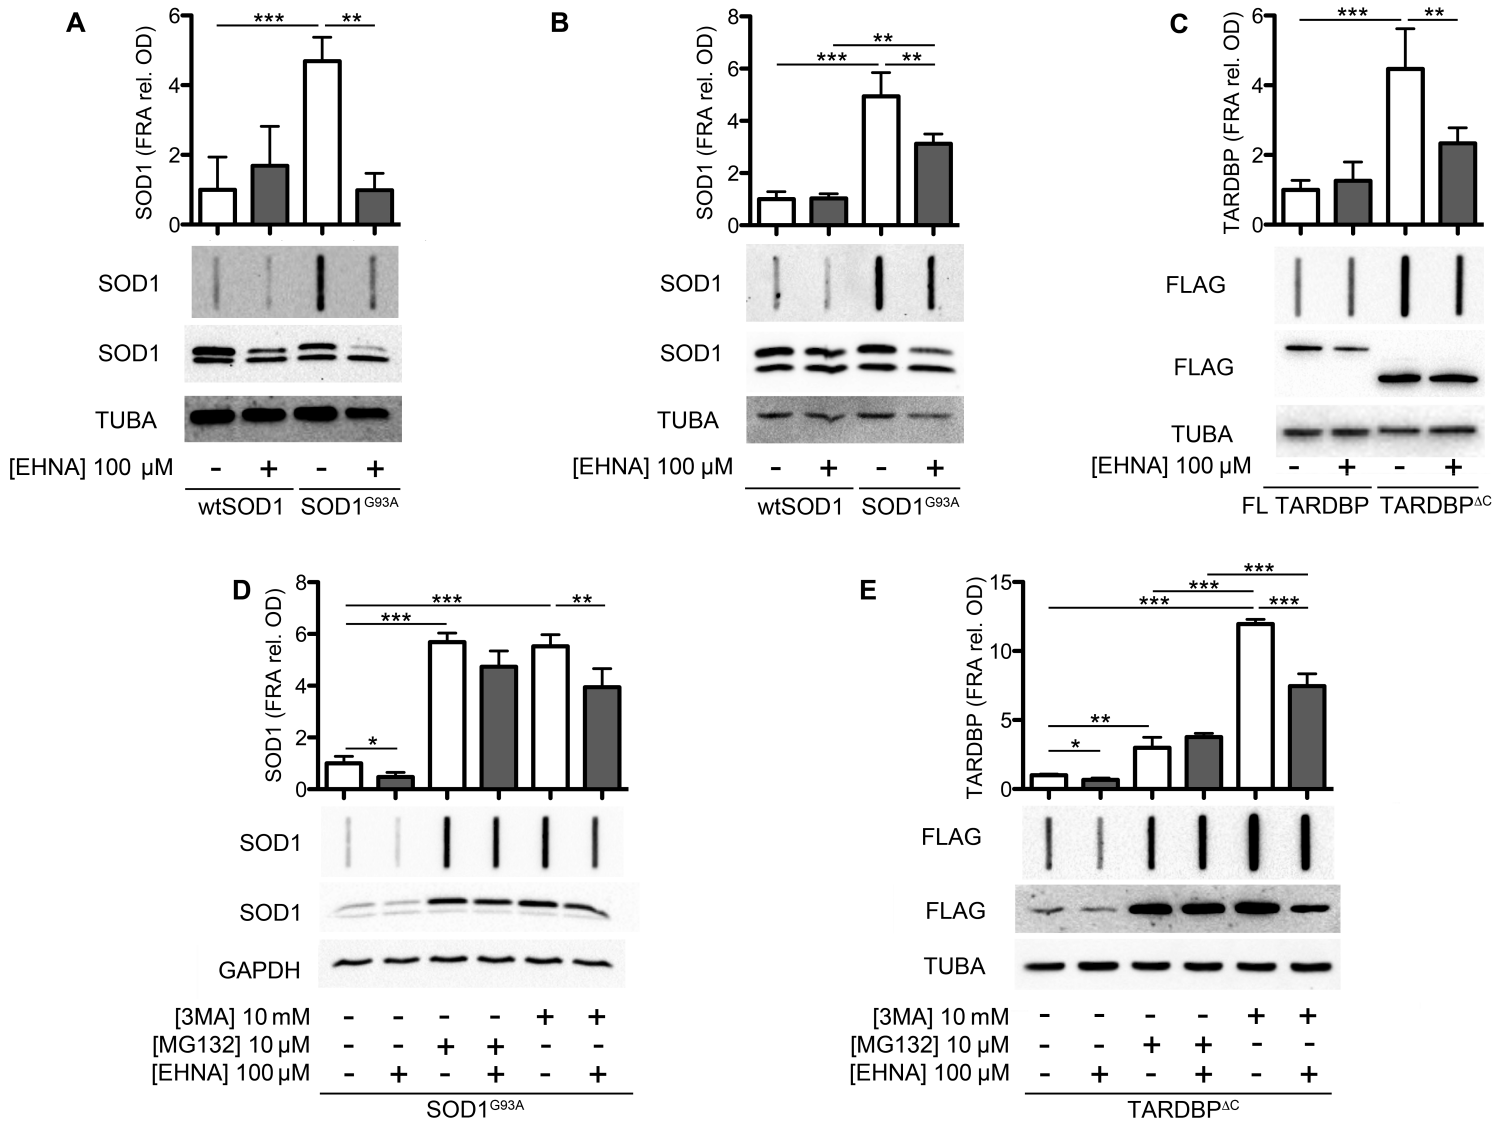 A
SOD1 (FRA rel. OD)
6
4
2
0
*** **
SOD1
SOD1
TUBA
[EHNA] 100 µM - + - +
wtSOD1 SOD1G93A
B
SOD1 (FRA rel. OD)
8
6
4
2
0
**
*** **
SOD1
SOD1
TUBA
[EHNA] 100 µM - + - +
wtSOD1 SOD1G93A
C
TARDBP (FRA rel. OD)
6
4
2
0
*** **
FLAG
FLAG
TUBA
[EHNA] 100 µM - + - +
FL TARDBP TARDBPΔC
D
SOD1 (FRA rel. OD)
8
6
4
2
0
*** **
***
*
SOD1
SOD1
GAPDH
[3MA] 10 mM - - - - + +
[MG132] 10 µM - - + + - -
[EHNA] 100 µM - + - + - +
SOD1G93A
E
TARDBP (FRA rel. OD)
15
10
5
0
***
***
*** ***
**
*
FLAG
FLAG
TUBA
[3MA] 10 mM - - - - + +
[MG132] 10 µM - - + + - -
[EHNA] 100 µM - + - + - +
TARDBPΔC